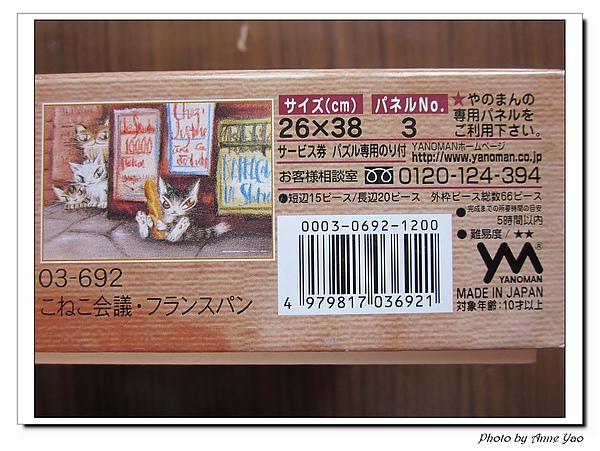 サイズ(cm) パネルNo.
26×38 3
★やのまんの
専用パネルを
ご利用下さい。
サービス券 パズル専用のり付
YANOMANホームページ
http://www.yanoman.co.jp
お客様相談室 0120-124-394
●短辺15ピース/長辺20ピース 外枠ピース総数66ピース
●完成までの所要時間の目安
5時間以内
●難易度/★★
0003-0692-1200
4 979817 036921
YM®
YANOMAN
MADE IN JAPAN
対象年齢:10才以上
03-692
こねこ会議・フランスパン
10000
Photo by Anne Yao